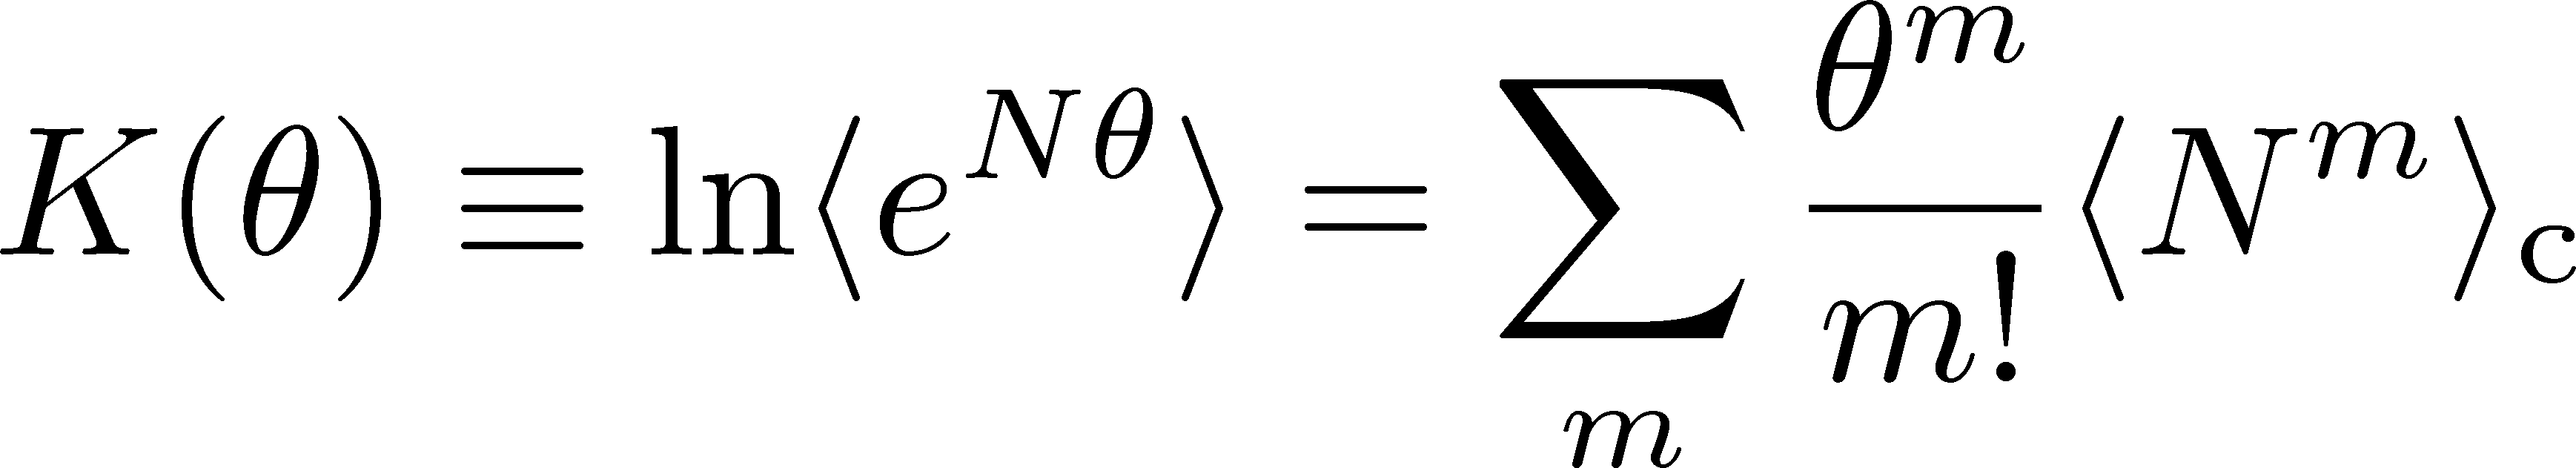 K(θ) ≡ ln⟨e^{Nθ}⟩ = ∑_m θ^m/m! ⟨N^m⟩_c